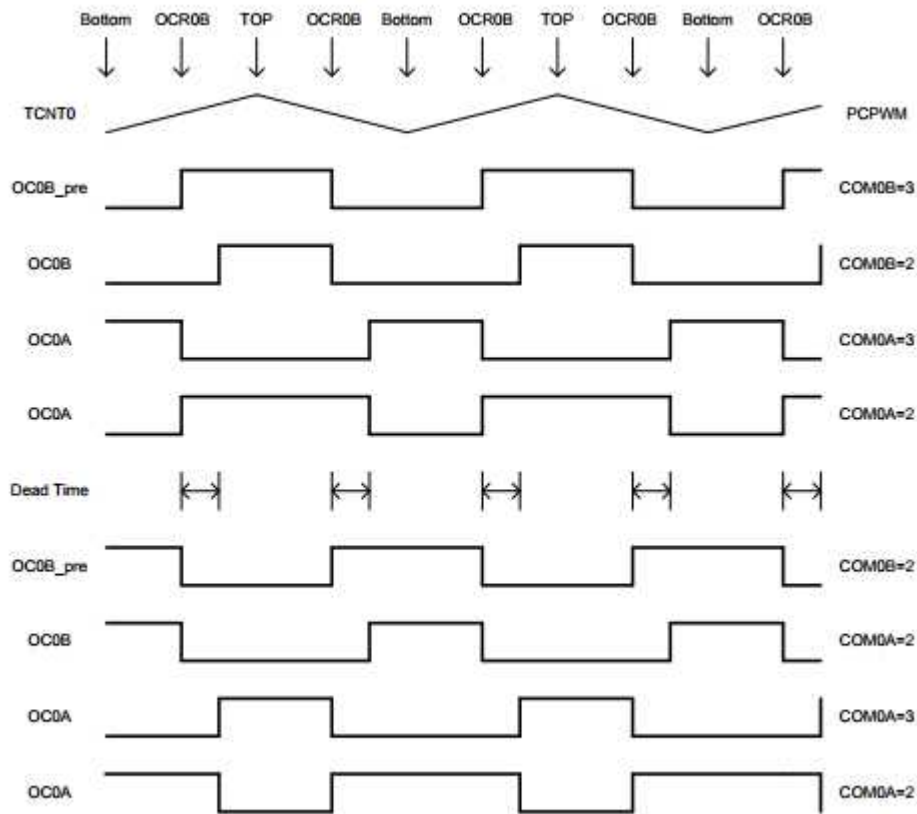 Bottom OCR0B TOP OCR0B Bottom OCR0B TOP OCR0B Bottom OCR0B
TCNT0 PCPWM
OC0B_pre COM0B=3
OC0B COM0B=2
OC0A COM0A=3
OC0A COM0A=2
Dead Time
OC0B_pre COM0B=2
OC0B COM0A=2
OC0A COM0A=3
OC0A COM0A=2